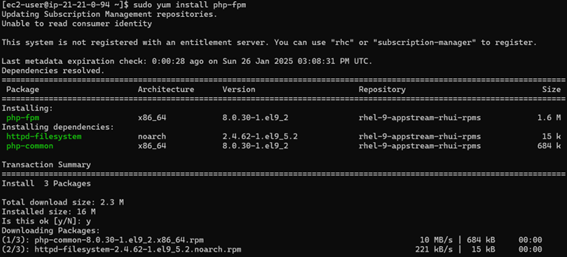 [ec2-user@ip-21-21-0-94 ~]$ sudo yum install php-fpm
Updating Subscription Management repositories.
Unable to read consumer identity

This system is not registered with an entitlement server. You can use "rhc" or "subscription-manager" to register.

Last metadata expiration check: 0:00:28 ago on Sun 26 Jan 2025 03:08:31 PM UTC.
Dependencies resolved.
================================================================================
Package Architecture Version Repository Size
================================================================================
Installing:
php-fpm x86_64 8.0.30-1.el9_2 rhel-9-appstream-rhui-rpms 1.6 M
Installing dependencies:
httpd-filesystem noarch 2.4.62-1.el9_5.2 rhel-9-appstream-rhui-rpms 15 k
php-common x86_64 8.0.30-1.el9_2 rhel-9-appstream-rhui-rpms 684 k

Transaction Summary
================================================================================
Install 3 Packages

Total download size: 2.3 M
Installed size: 16 M
Is this ok [y/N]: y
Downloading Packages:
(1/3): php-common-8.0.30-1.el9_2.x86_64.rpm 10 MB/s | 684 kB 00:00
(2/3): httpd-filesystem-2.4.62-1.el9_5.2.noarch.rpm 221 kB/s | 15 kB 00:00